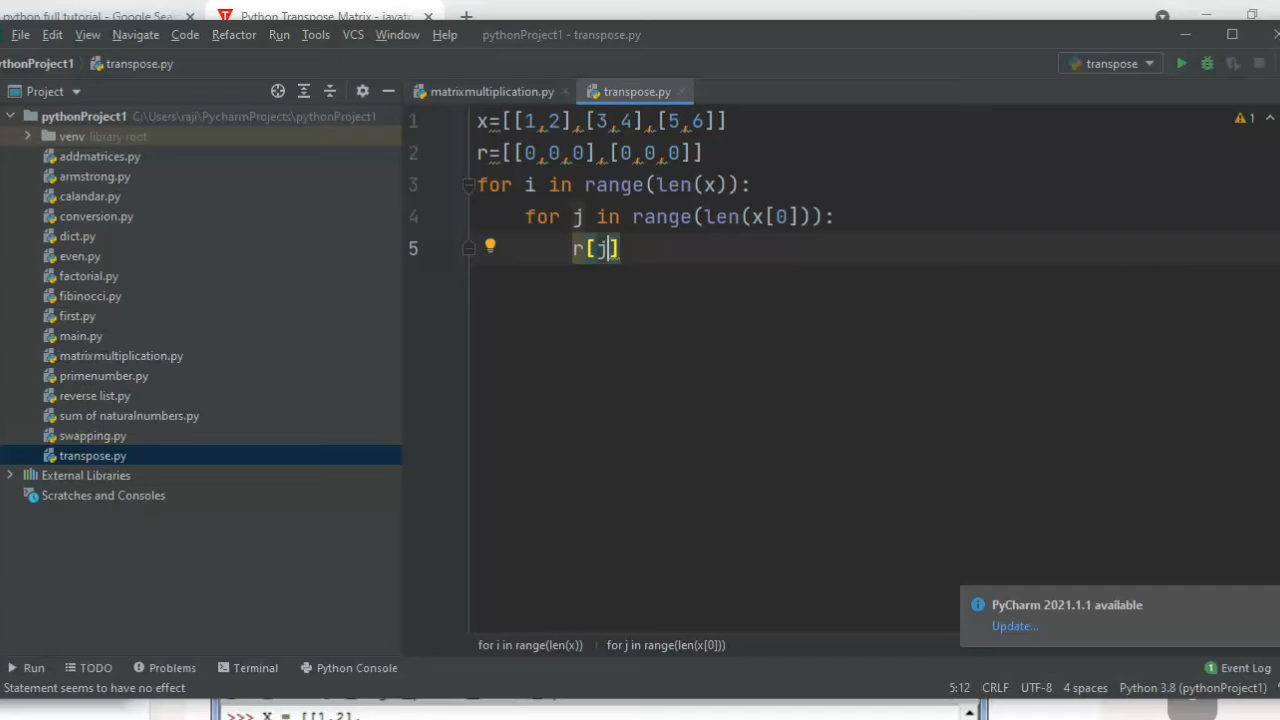 python full tutorial - Google Sea
Python Transpose Matrix - javat
File Edit View Navigate Code Refactor Run Tools VCS Window Help pythonProject1 - transpose.py
ythonProject1 transpose.py
transpose
Project
matrixmultiplication.py
transpose.py
pythonProject1 C:\Users\raji\PycharmProjects\pythonProject1
venv library root
addmatrices.py
armstrong.py
calandar.py
conversion.py
dict.py
even.py
factorial.py
fibinocci.py
first.py
main.py
matrixmultiplication.py
primenumber.py
reverse list.py
sum of naturalnumbers.py
swapping.py
transpose.py
External Libraries
Scratches and Consoles
1 x=[[1,2],[3,4],[5,6]]
2 r=[[0,0,0],[0,0,0]]
3 for i in range(len(x)):
4 for j in range(len(x[0])):
5 r[j]
1
PyCharm 2021.1.1 available
Update...
for i in range(len(x)) for j in range(len(x[0]))
Run TODO Problems Terminal Python Console
1 Event Log
Statement seems to have no effect
5:12 CRLF UTF-8 4 spaces Python 3.8 (pythonProject1)
>>> X = [[1,2],